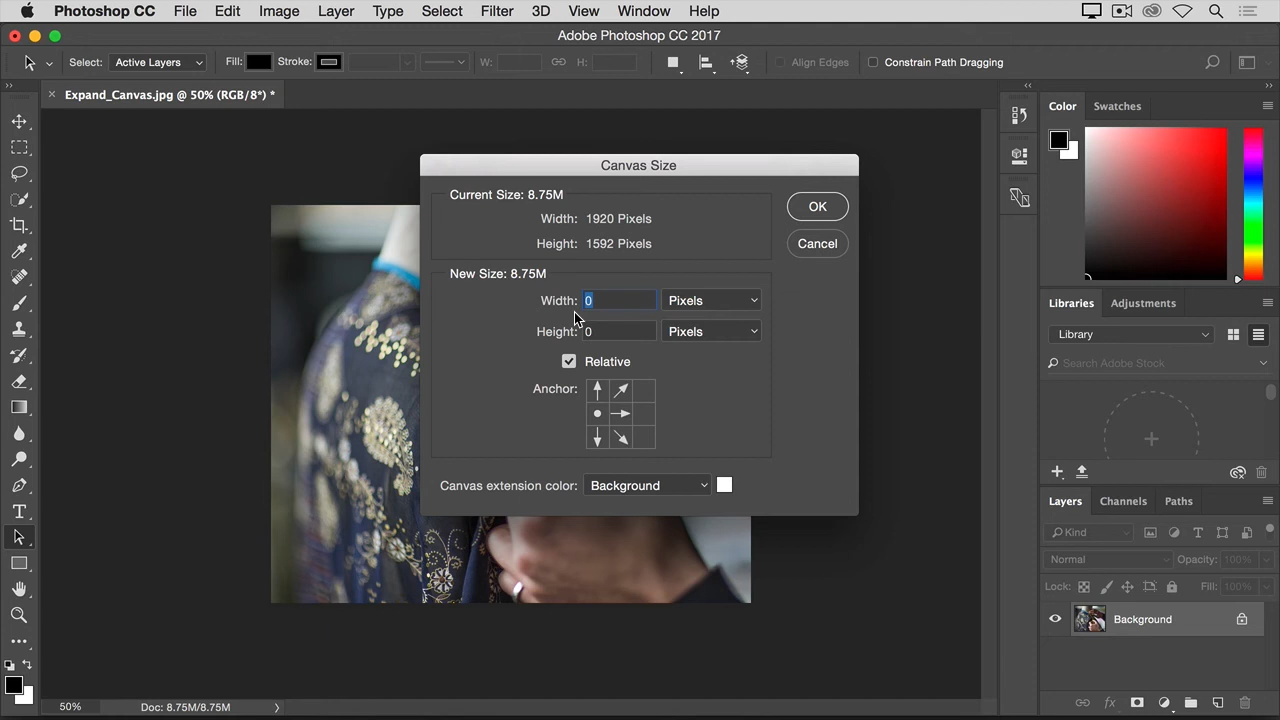 Photoshop CC File Edit Image Layer Type Select Filter 3D View Window Help
Adobe Photoshop CC 2017
Select: Active Layers Fill: Stroke: W: H: Align Edges Constrain Path Dragging
Expand_Canvas.jpg @ 50% (RGB/8*) *
Color Swatches
Canvas Size
Current Size: 8.75M
Width: 1920 Pixels
Height: 1592 Pixels
OK
Cancel
New Size: 8.75M
Width: 0 Pixels
Height: 0 Pixels
Relative
Anchor:
Canvas extension color: Background
Libraries Adjustments
Library
Search Adobe Stock
Layers Channels Paths
Kind
Normal Opacity: 100%
Lock: Fill: 100%
Background
50% Doc: 8.75M/8.75M